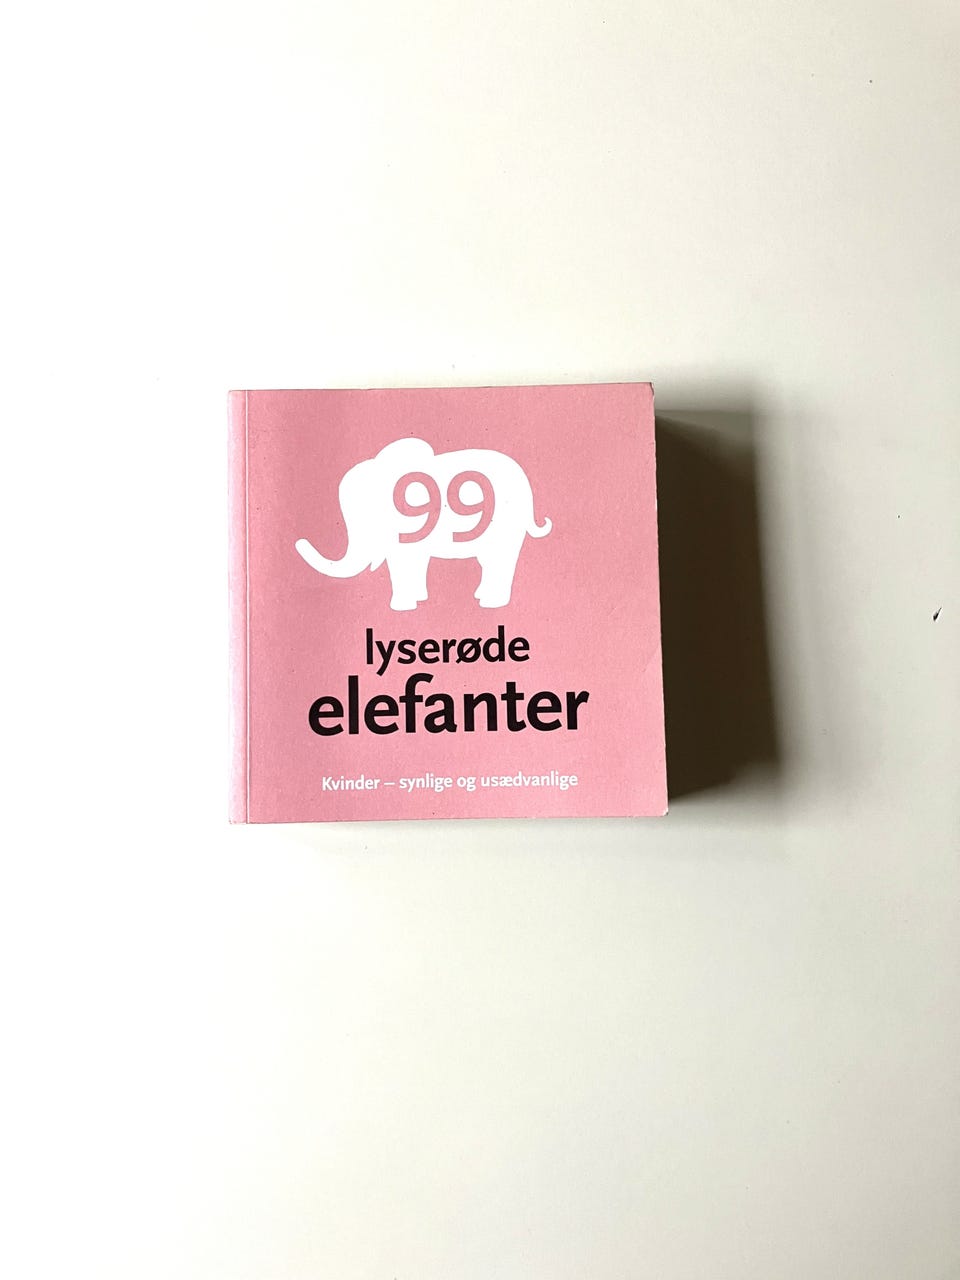 99
lyserøde
elefanter
Kvinder – synlige og usædvanlige